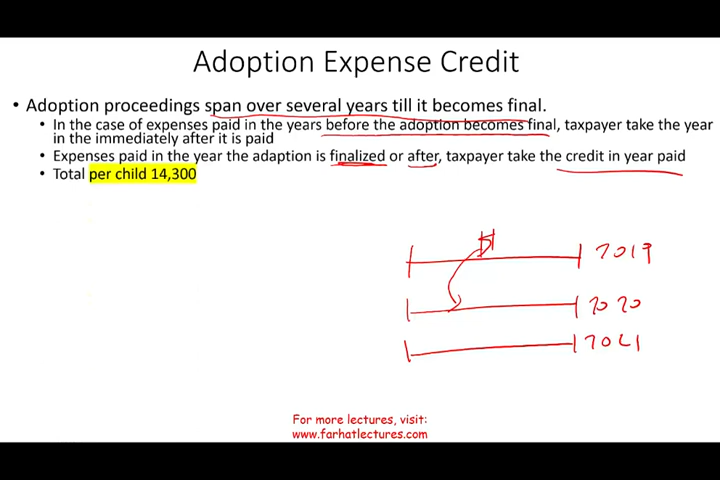 Adoption Expense Credit
• Adoption proceedings span over several years till it becomes final.
• In the case of expenses paid in the years before the adoption becomes final, taxpayer take the year
in the immediately after it is paid
• Expenses paid in the year the adaption is finalized or after, taxpayer take the credit in year paid
• Total per child 14,300
2019
2020
2021
For more lectures, visit:
www.farhatlectures.com